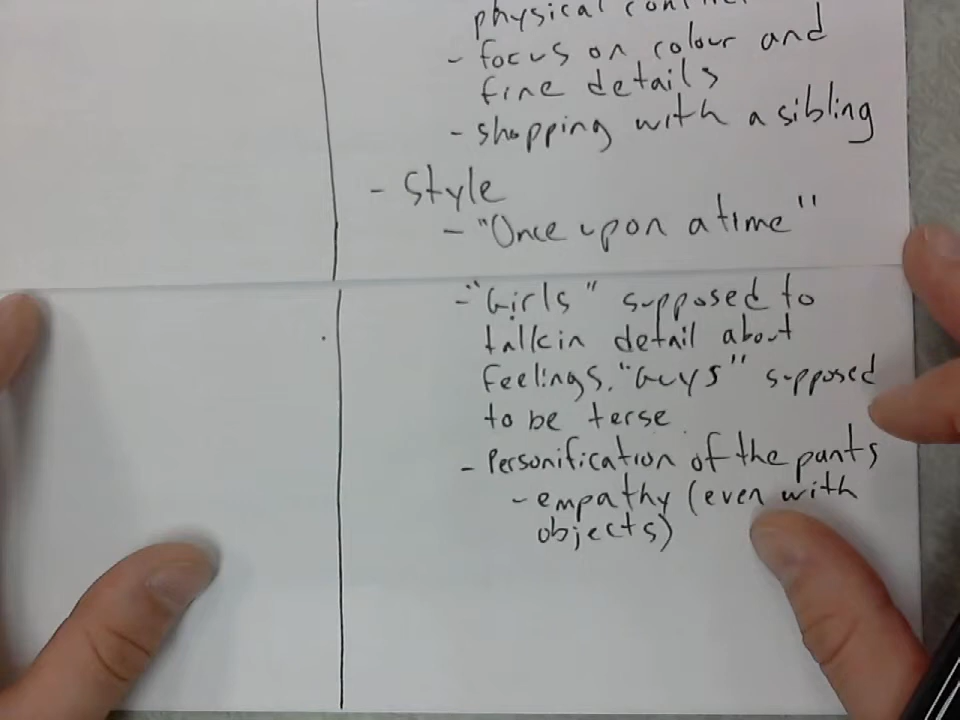 physical
- focus on colour and
fine details
- shopping with a sibling
- Style
- "Once upon a time"
- "Girls" supposed to
talk in detail about
feelings. "Guys" supposed
to be terse.
- Personification of the pants
- empathy (even with
objects)